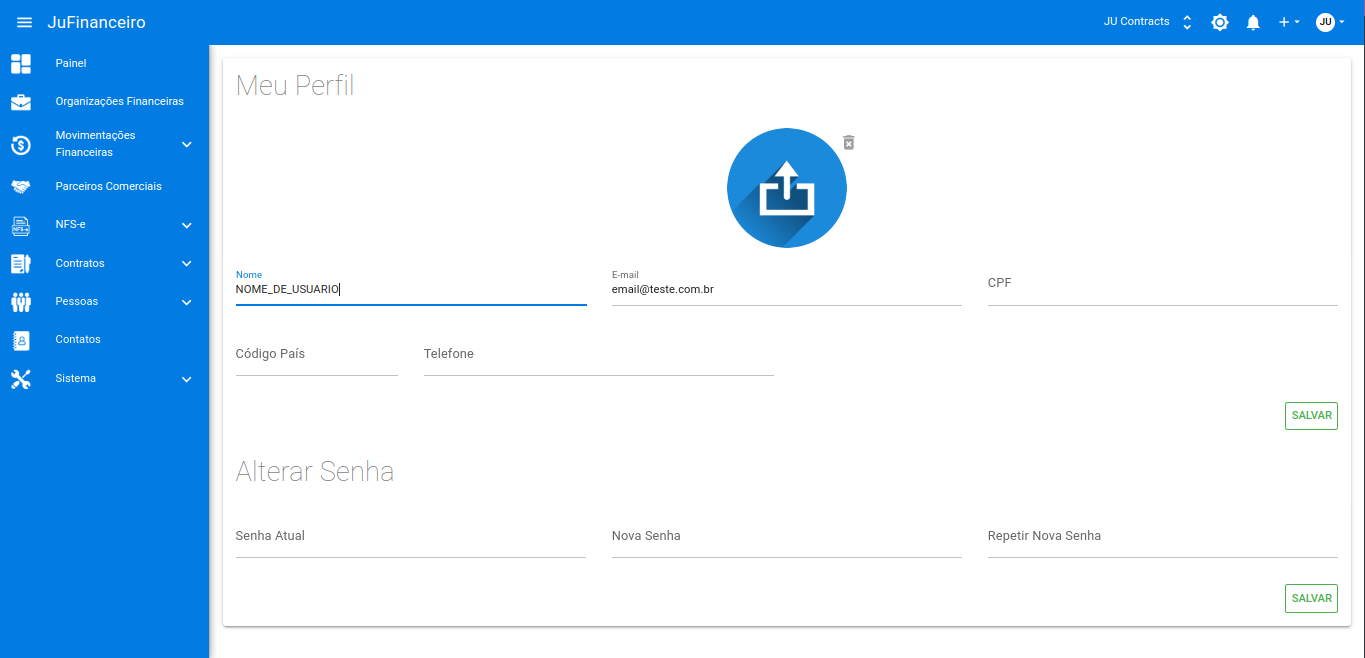 JuFinanceiro
JU Contracts
JU
Painel
Organizações Financeiras
Movimentações
Financeiras
Parceiros Comerciais
NFS-e
NFS-e
Contratos
Pessoas
Contatos
Sistema
Meu Perfil
Nome
NOME_DE_USUARIO
E-mail
email@teste.com.br
CPF
Código País
Telefone
SALVAR
Alterar Senha
Senha Atual
Nova Senha
Repetir Nova Senha
SALVAR